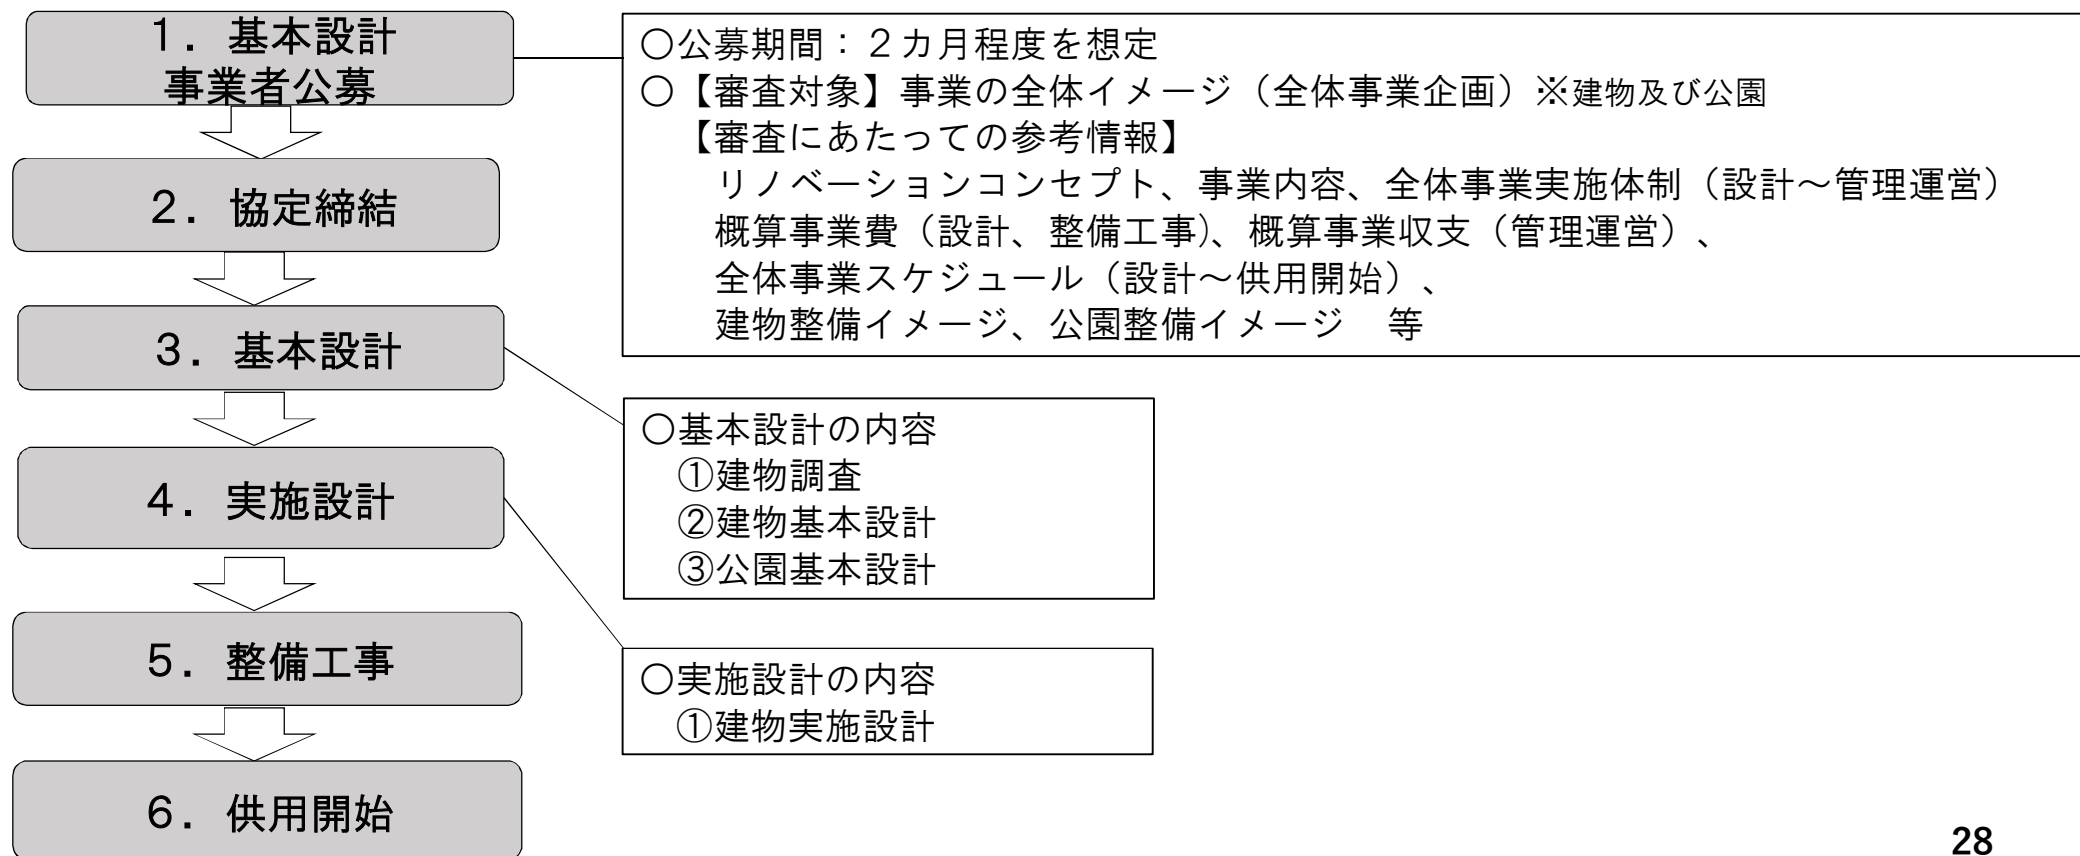 １．基本設計
事業者公募
〇公募期間：２カ月程度を想定
〇【審査対象】事業の全体イメージ（全体事業企画）※建物及び公園
【審査にあたっての参考情報】
リノベーションコンセプト、事業内容、全体事業実施体制（設計～管理運営）
概算事業費（設計、整備工事）、概算事業収支（管理運営）、
全体事業スケジュール（設計～供用開始）、
建物整備イメージ、公園整備イメージ　等
２．協定締結
３．基本設計
〇基本設計の内容
①建物調査
②建物基本設計
③公園基本設計
４．実施設計
〇実施設計の内容
①建物実施設計
５．整備工事
６．供用開始
28